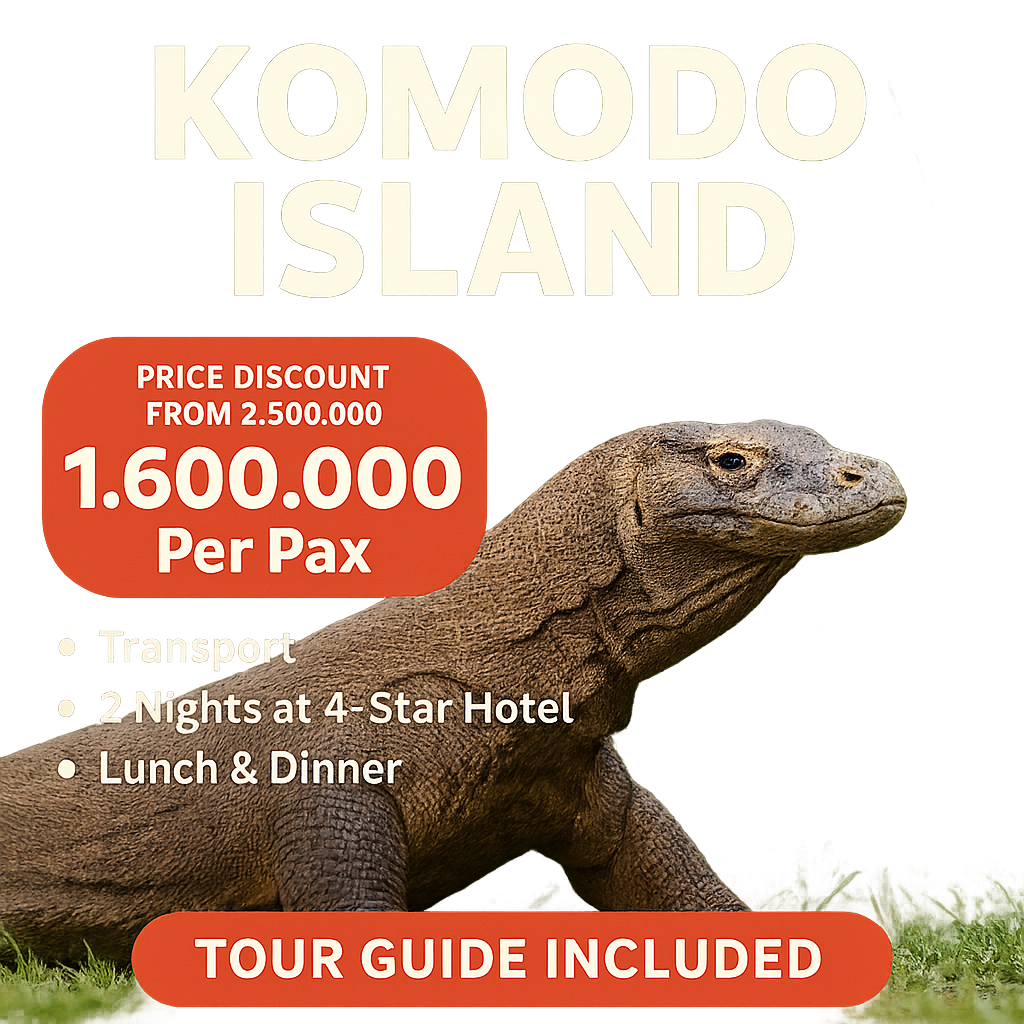 KOMODO
ISLAND
PRICE DISCOUNT
FROM 2.500.000
1.600.000
Per Pax
• Transport
• 2 Nights at 4-Star Hotel
• Lunch & Dinner
TOUR GUIDE INCLUDED